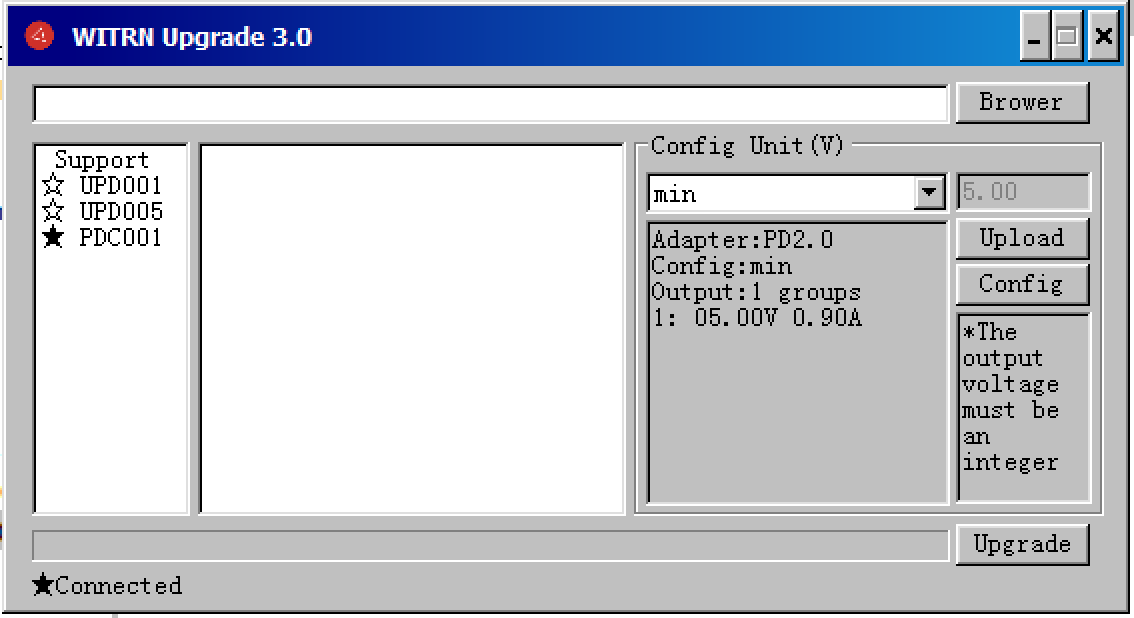 WITRN Upgrade 3.0
Brower
Support
☆ UPD001
☆ UPD005
★ PDC001
Config Unit(V)
min
5.00
Adapter:PD2.0
Config:min
Output:1 groups
1: 05.00V 0.90A
Upload
Config
*The
output
voltage
must be
an
integer
Upgrade
★Connected